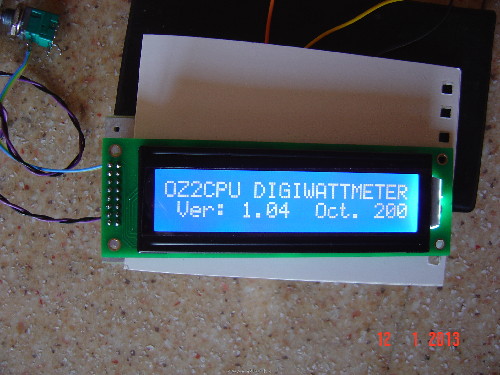 OZ2CPU DIGIWATTMETER
Ver: 1.04 Oct. 200
12 1 2013